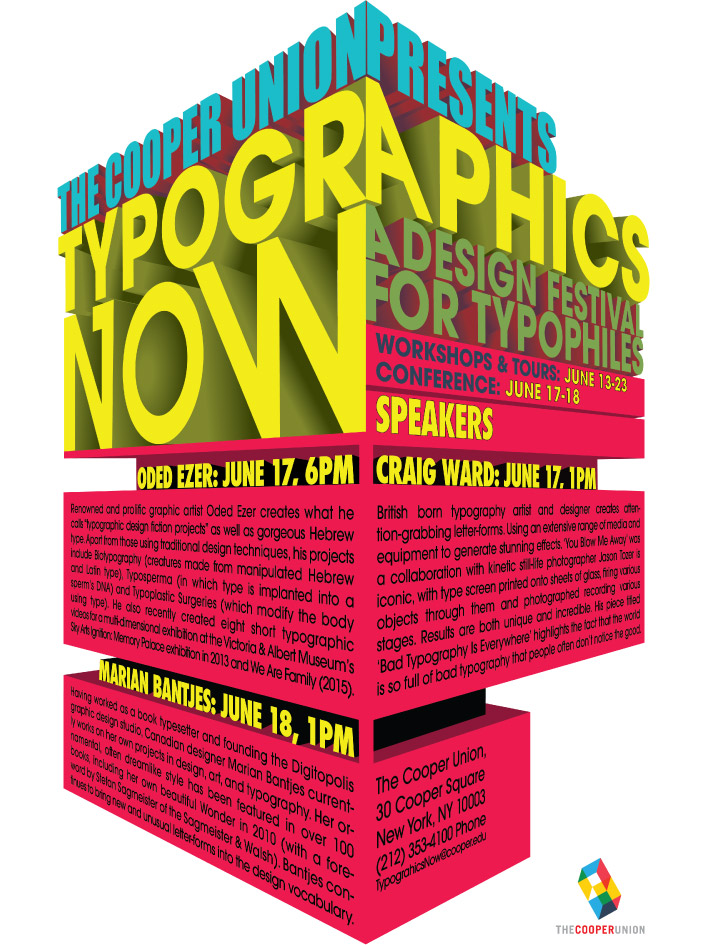 THE COOPER UNION PRESENTS
TYPOGRAPHICS
NOW
A DESIGN FESTIVAL
FOR TYPOPHILES
WORKSHOPS & TOURS: JUNE 13-23
CONFERENCE: JUNE 17-18
SPEAKERS
ODED EZER: JUNE 17, 6PM
Renowned and prolific graphic artist Oded Ezer creates what he
calls "typographic design fiction projects" as well as gorgeous Hebrew
type. Apart from those using traditional design techniques, his projects
include Biotypography (creatures made from manipulated Hebrew
and Latin type), Typosperma (in which type is implanted into a
sperm's DNA) and Typoplastic Surgeries (which modify the body
using type). He also recently created eight short typographic
videos for a multi-dimensional exhibition at the Victoria & Albert Museum's
Sky Arts Ignition: Memory Palace exhibition in 2013 and We Are Family (2015).
CRAIG WARD: JUNE 17, 1PM
British born typography artist and designer creates atten-
tion-grabbing letter-forms. Using an extensive range of media and
equipment to generate stunning effects, 'You Blow Me Away' was
a collaboration with kinetic still-life photographer Jason Tozer is
iconic, with type screen printed onto sheets of glass, firing various
objects through them and photographed recording various
stages. Results are both unique and incredible. His piece titled
'Bad Typography Is Everywhere' highlights the fact that the world
is so full of bad typography that people often don't notice the good.
MARIAN BANTJES: JUNE 18, 1PM
Having worked as a book typesetter and founding the Digitopolis
graphic design studio, Canadian designer Marian Bantjes current-
ly works on her own projects in design, art, and typography. Her or-
namental, often dreamlike style has been featured in over 100
books, including her own beautiful Wonder in 2010 (with a fore-
ward by Stefan Sagmeister of the Sagmeister & Walsh). Bantjes con-
tinues to bring new and unusual letter-forms into the design vocabulary.
The Cooper Union,
30 Cooper Square
New York, NY 10003
(212) 353-4100 Phone
TypograhicsNow@cooper.edu
THECOOPERUNION